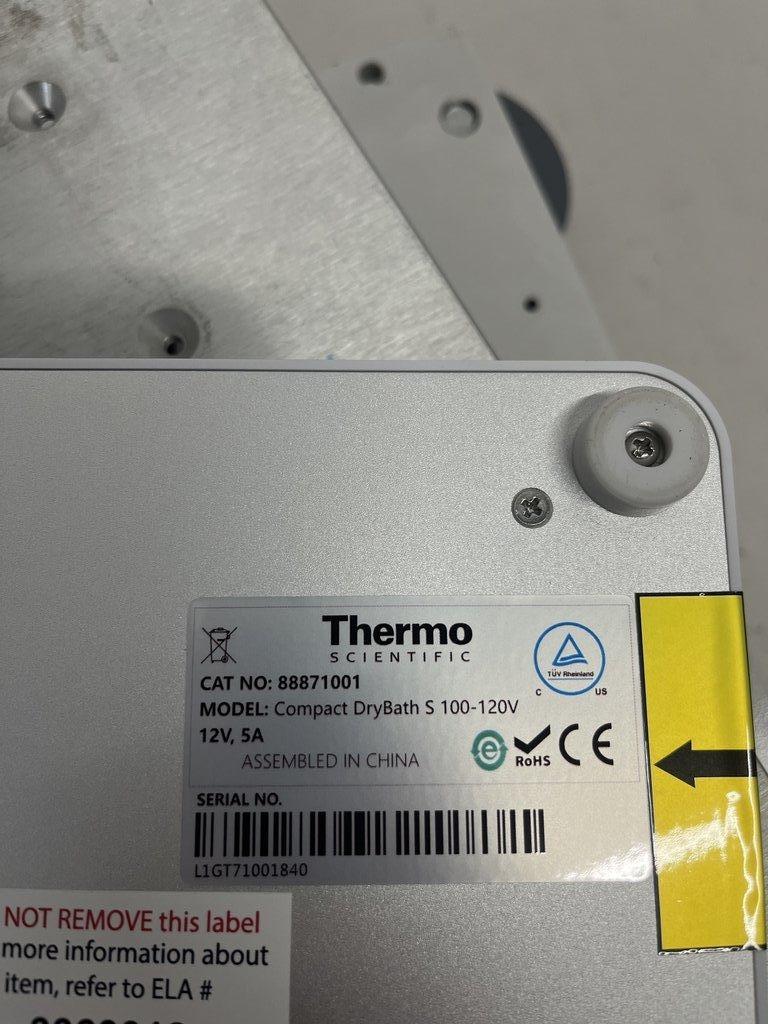 Thermo
SCIENTIFIC
TÜV Rheinland
C US
CAT NO: 88871001
MODEL: Compact DryBath S 100-120V
12V, 5A
ASSEMBLED IN CHINA
e
RoHS
CE
SERIAL NO.
L1GT71001840
NOT REMOVE this label
more information about
item, refer to ELA #